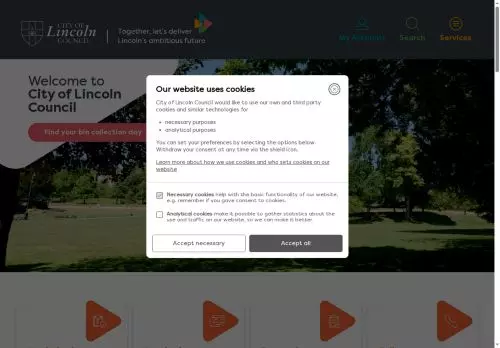 CITY OF
Lincoln
COUNCIL
Together, let's deliver
Lincoln's ambitious future
My Account
Search
Services
Welcome to
City of Lincoln
Council
Find your bin collection day
Our website uses cookies
City of Lincoln Council would like to use our own and third party
cookies and similar technologies for
necessary purposes
analytical purposes
You can set your preferences by selecting the options below.
Withdraw your consent at any time via the shield icon.
Learn more about how we use cookies and who sets cookies on our
website
Necessary cookies help with the basic functionality of our website,
e.g. remember if you gave consent to cookies.
Analytical cookies make it possible to gather statistics about the
use and traffic on our website, so we can make it better.
Accept necessary
Accept all